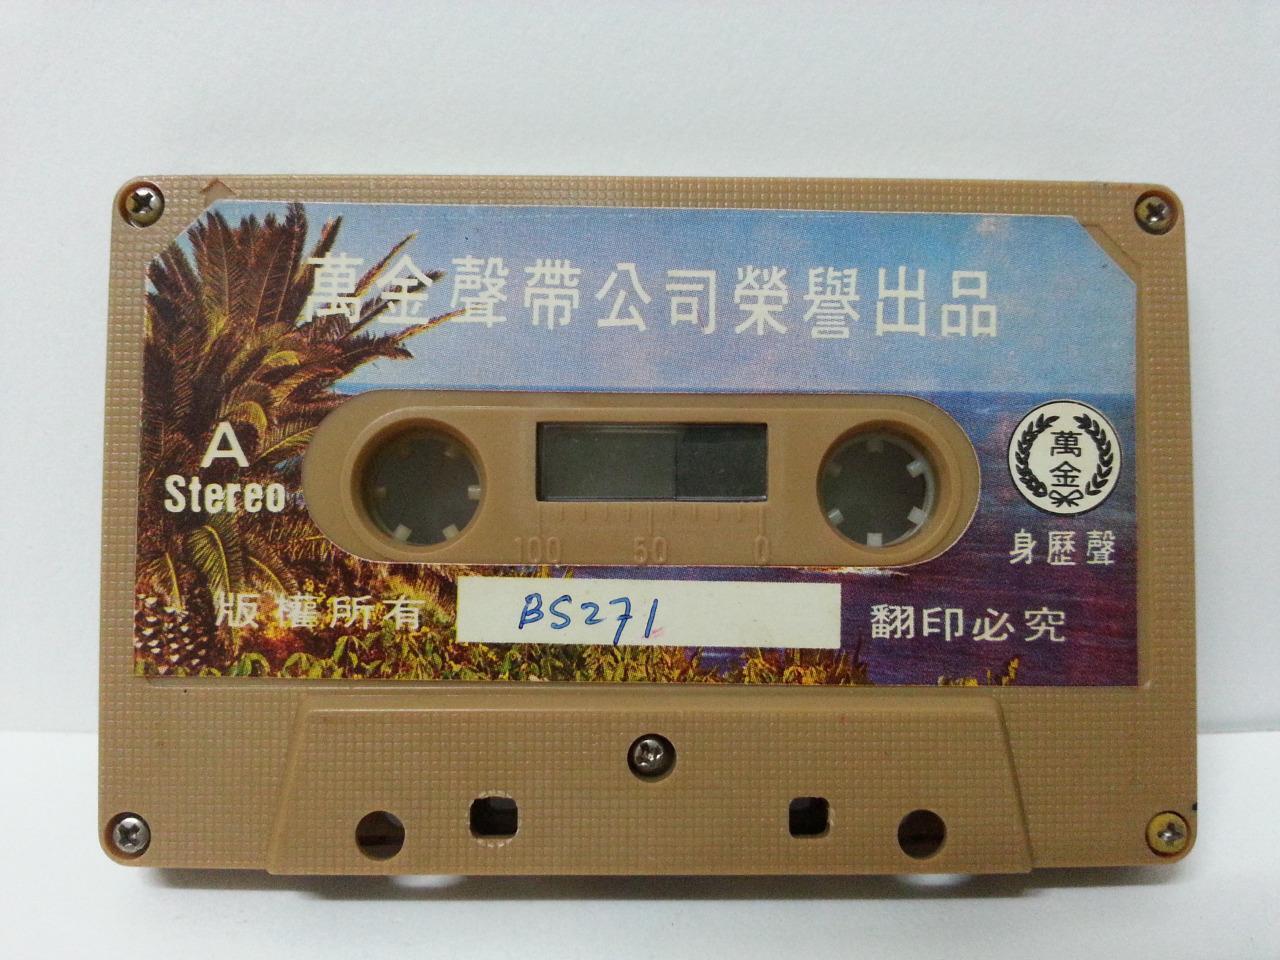 萬金聲帶公司榮譽出品
A
Stereo
萬金
身歷聲
100 50 0
版權所有
BS271
翻印必究